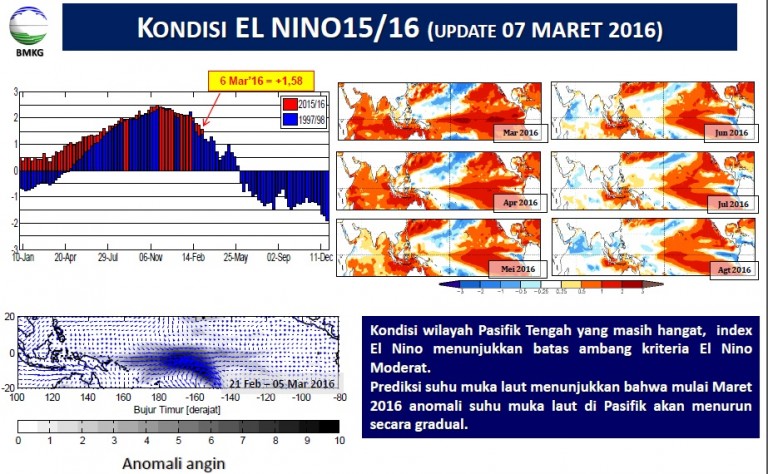 KONDISI EL NINO15/16 (UPDATE 07 MARET 2016)
BMKG
6 Mar'16 = +1,58
2015/16
1997/98
3
2
1
0
-1
-2
-3
10-Jan 20-Apr 29-Jul 06-Nov 14-Feb 25-May 02-Sep 11-Dec
Mar 2016
Jun 2016
Apr 2016
Jul 2016
Mei 2016
Agt 2016
-3 -2 -1 -0.5 -0.25 0.25 0.5 1 2 3
20
0
-20
21 Feb – 05 Mar 2016
100 120 140 160 180 -160 -140 -120 -100 -80
Bujur Timur [derajat]
0 1 2 3 4 5 6 7 8 9 10
Anomali angin
Kondisi wilayah Pasifik Tengah yang masih hangat, index
El Nino menunjukkan batas ambang kriteria El Nino
Moderat.
Prediksi suhu muka laut menunjukkan bahwa mulai Maret
2016 anomali suhu muka laut di Pasifik akan menurun
secara gradual.